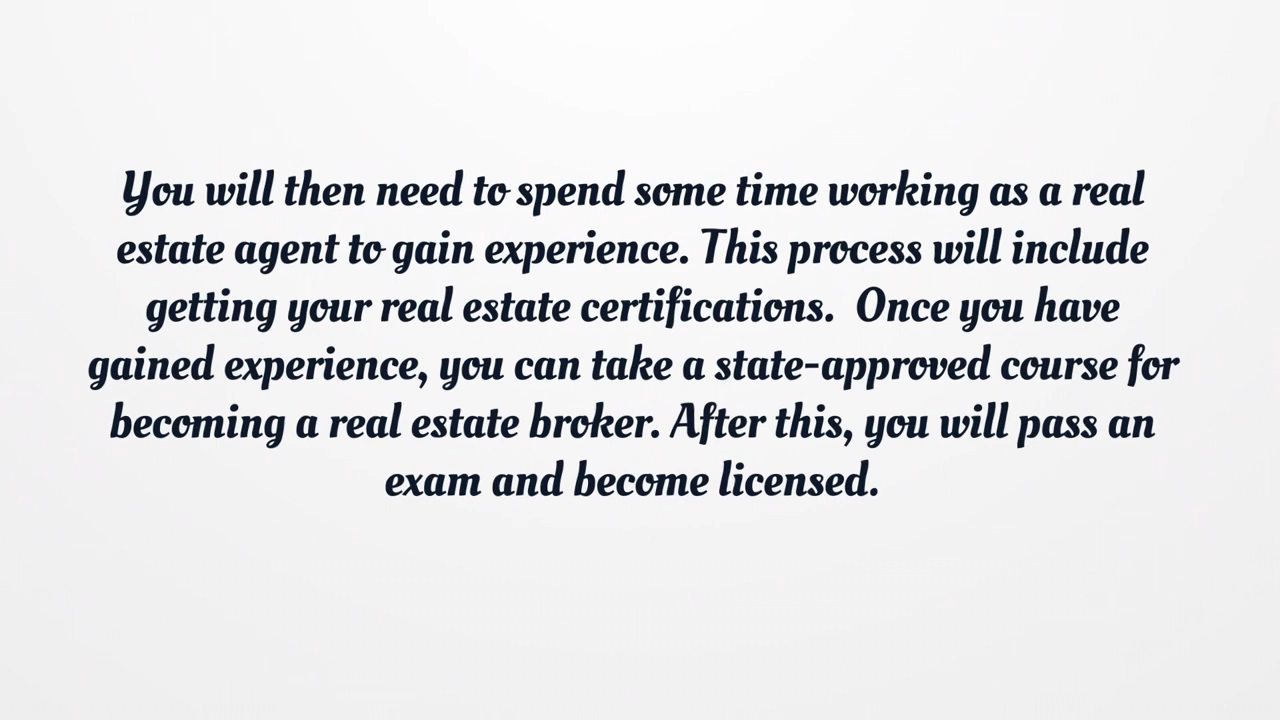 You will then need to spend some time working as a real
estate agent to gain experience. This process will include
getting your real estate certifications.  Once you have
gained experience, you can take a state-approved course for
becoming a real estate broker. After this, you will pass an
exam and become licensed.